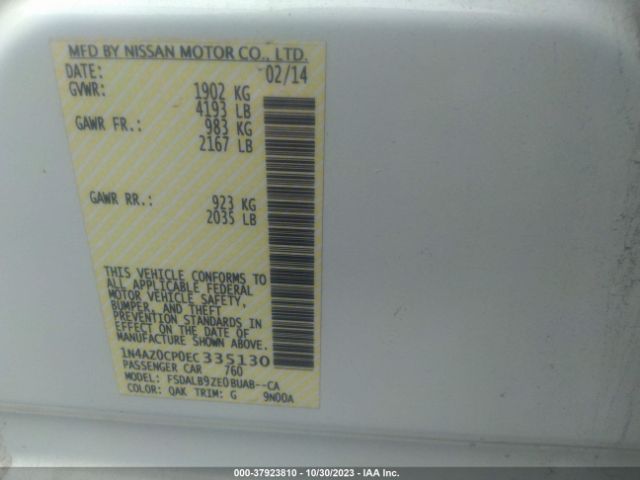 MFD BY NISSAN MOTOR CO., LTD.
DATE: 02/14
GVWR: 1902 KG
4193 LB
GAWR FR.: 983 KG
2167 LB
GAWR RR.: 923 KG
2035 LB
THIS VEHICLE CONFORMS TO
ALL APPLICABLE FEDERAL
MOTOR VEHICLE SAFETY,
BUMPER, AND THEFT
PREVENTION STANDARDS IN
EFFECT ON THE DATE OF
MANUFACTURE SHOWN ABOVE.
1N4AZ0CP0EC335130
PASSENGER CAR 760
MODEL: FSDALB9ZE0BUAB--CA
COLOR: QAK TRIM: G 9N00A
000-37923810 - 10/30/2023 - IAA Inc.